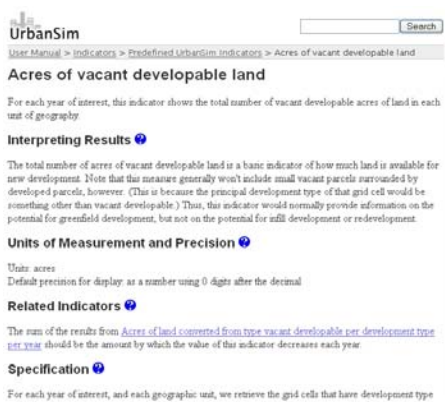 UrbanSim
Search
User Manual > Indicators > Predefined UrbanSim Indicators > Acres of vacant developable land
Acres of vacant developable land
For each year of interest, this indicator shows the total number of vacant developable acres of land in each
unit of geography.
Interpreting Results
The total number of acres of vacant developable land is a basic indicator of how much land is available for
new development. Note that this measure generally won't include small vacant parcels surrounded by
developed parcels, however. (This is because the principal development type of that grid cell would be
something other than vacant developable.) Thus, this indicator would normally provide information on the
potential for greenfield development, but not on the potential for infill development or redevelopment.
Units of Measurement and Precision
Units: acres
Default precision for display: as a number using 0 digits after the decimal
Related Indicators
The sum of the results from Acres of land converted from type vacant developable per development type
per year should be the amount by which the value of this indicator decreases each year.
Specification
For each year of interest, and each geographic unit, we retrieve the grid cells that have development type